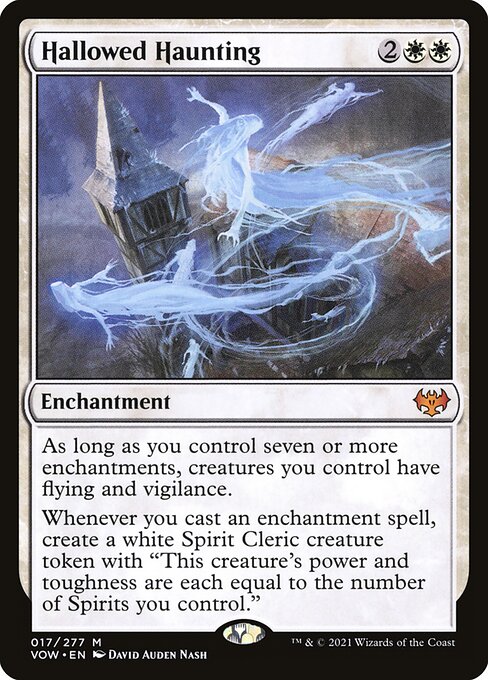 Hallowed Haunting 2
Enchantment
As long as you control seven or more
enchantments, creatures you control have
flying and vigilance.
Whenever you cast an enchantment spell,
create a white Spirit Cleric creature
token with “This creature’s power and
toughness are each equal to the number
of Spirits you control.”
017/277 M
VOW • EN David Auden Nash
™ & © 2021 Wizards of the Coast